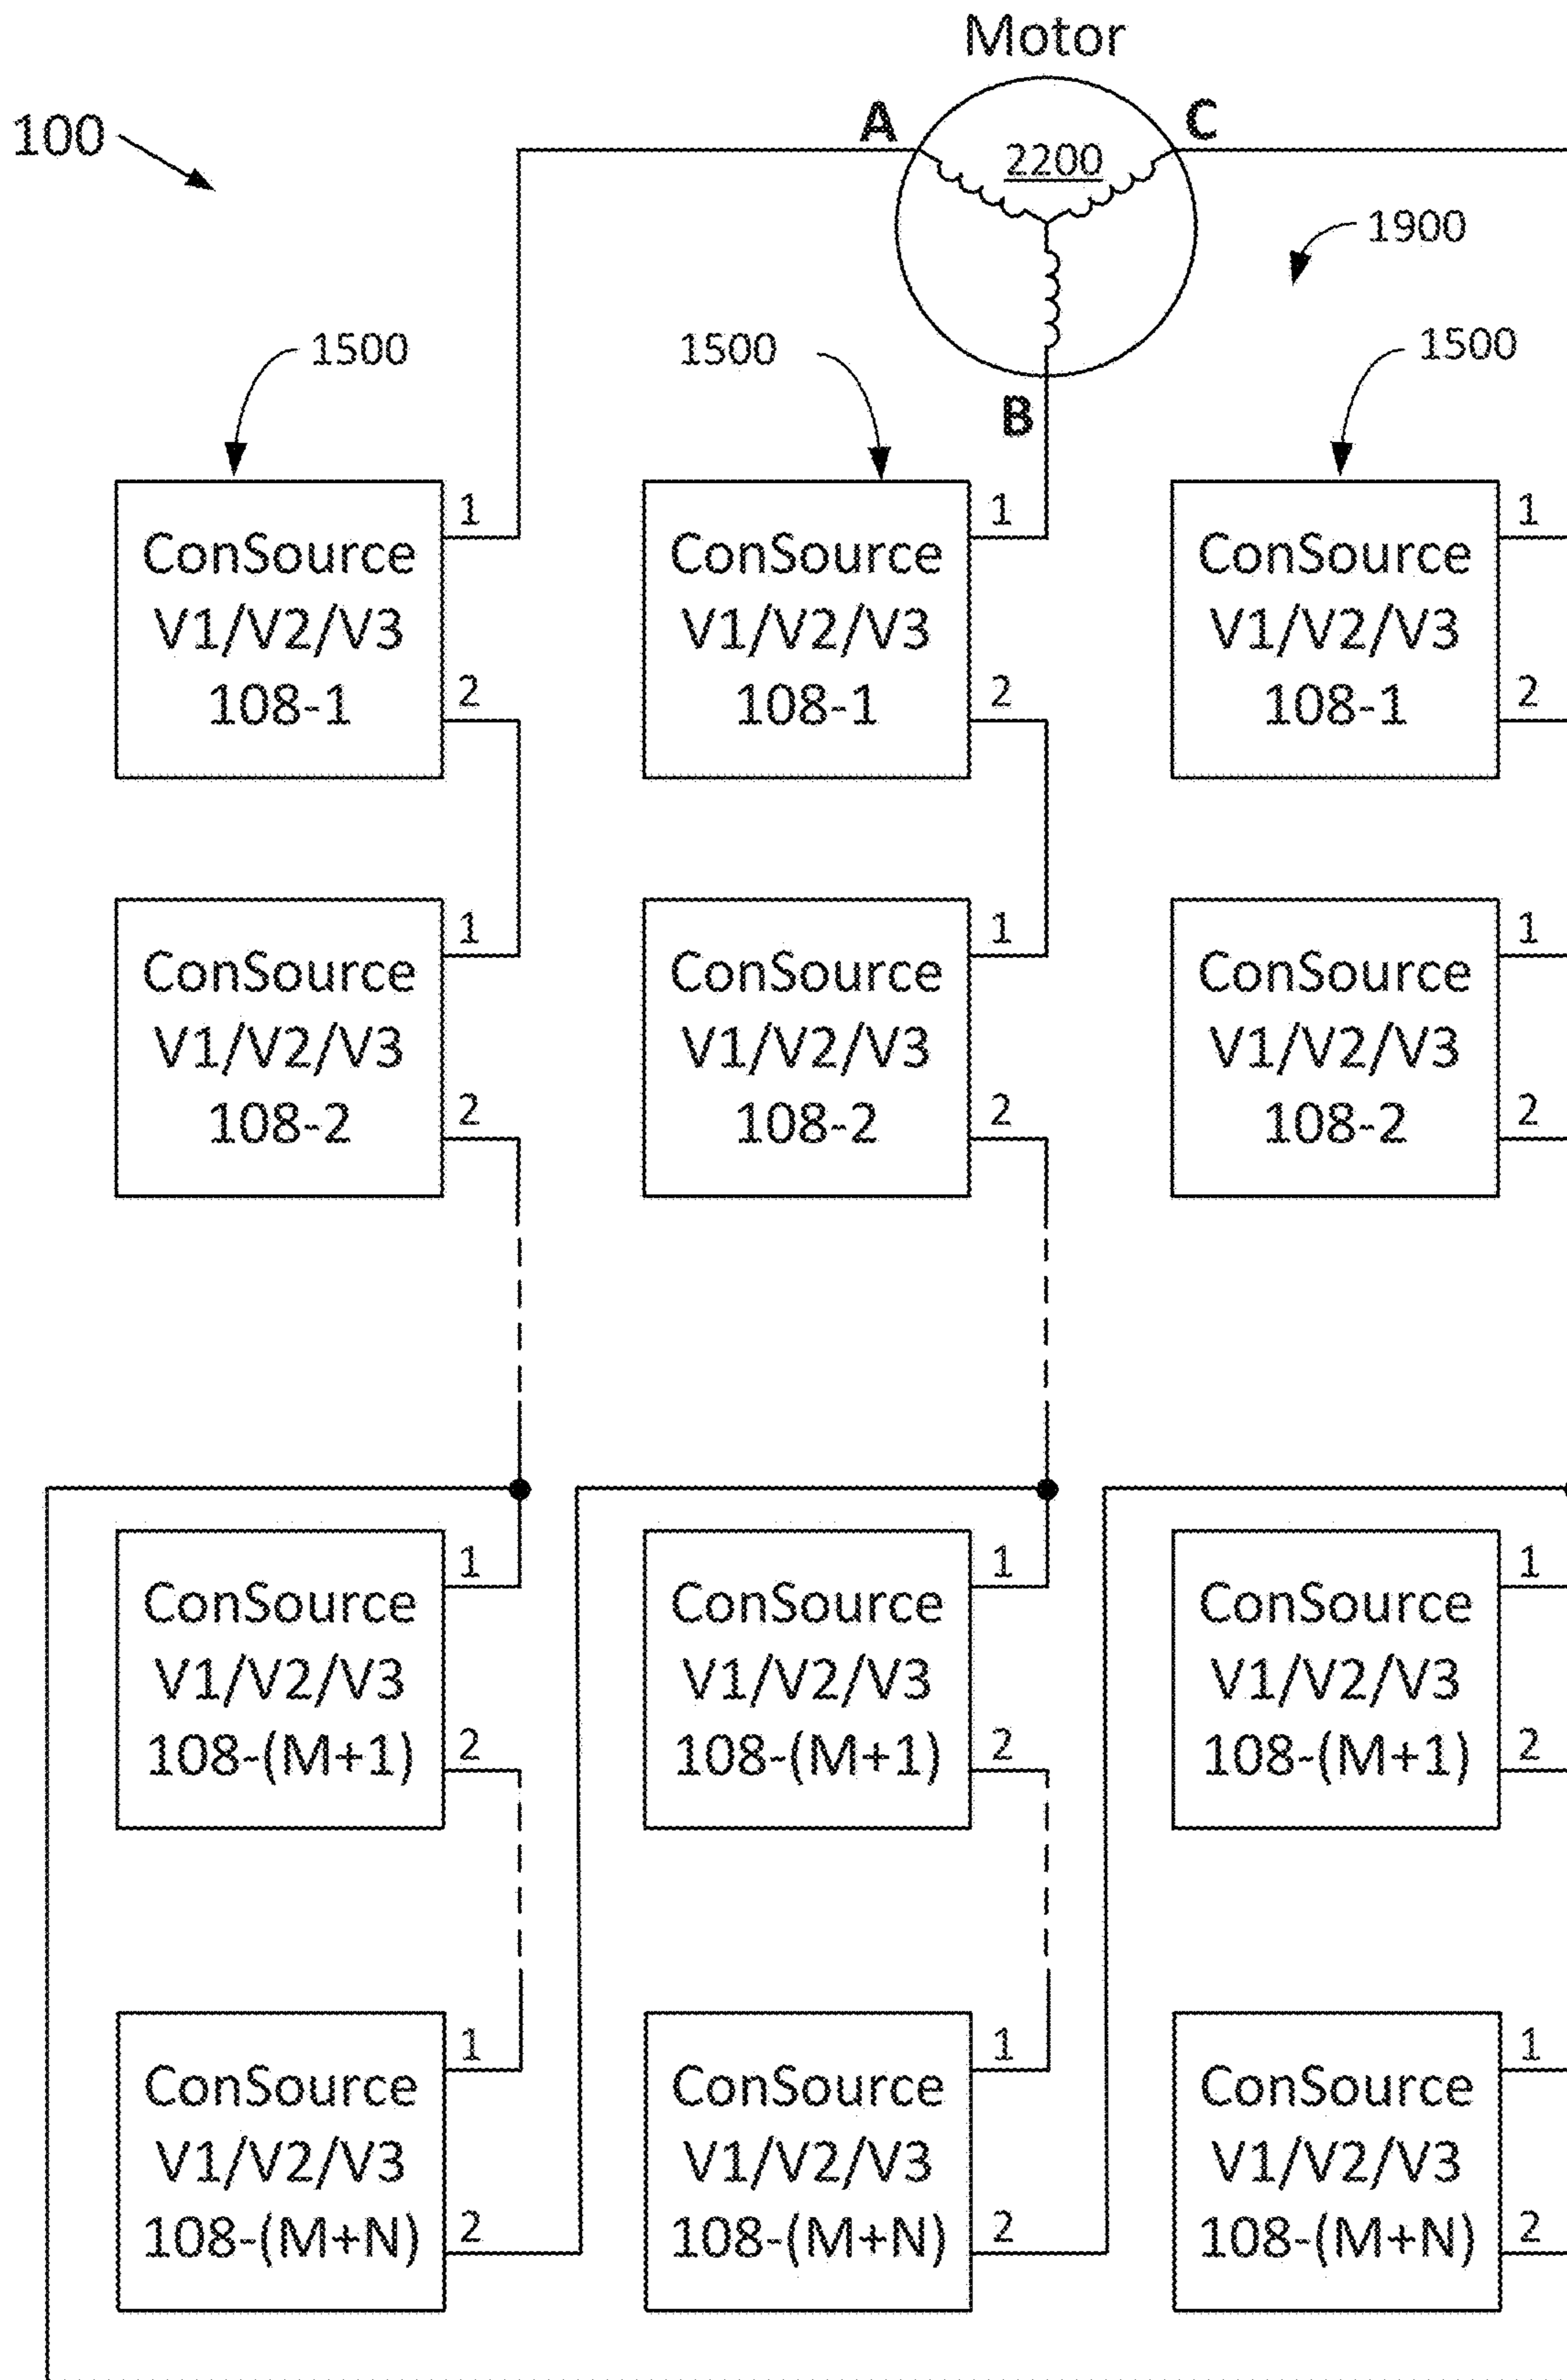 Motor
100
A
C
2200
1900
1500
1500
1500
B
ConSource
V1/V2/V3
108-1
1
2
ConSource
V1/V2/V3
108-1
1
2
ConSource
V1/V2/V3
108-1
1
2
ConSource
V1/V2/V3
108-2
1
2
ConSource
V1/V2/V3
108-2
1
2
ConSource
V1/V2/V3
108-2
1
2
ConSource
V1/V2/V3
108-(M+1)
1
2
ConSource
V1/V2/V3
108-(M+1)
1
2
ConSource
V1/V2/V3
108-(M+1)
1
2
ConSource
V1/V2/V3
108-(M+N)
1
2
ConSource
V1/V2/V3
108-(M+N)
1
2
ConSource
V1/V2/V3
108-(M+N)
1
2